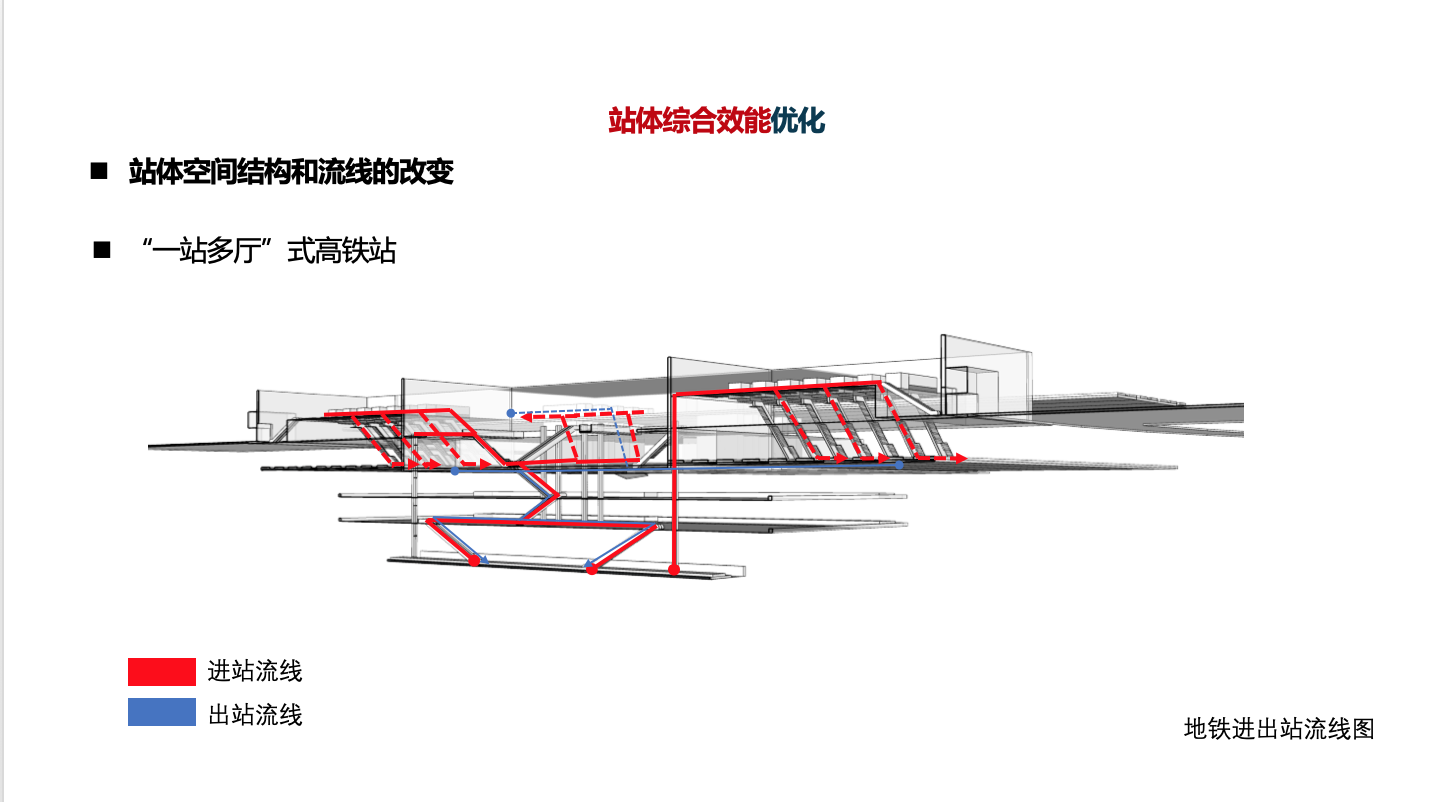 站体综合效能优化
■ 站体空间结构和流线的改变
■ “一站多厅”式高铁站
进站流线
出站流线
地铁进出站流线图